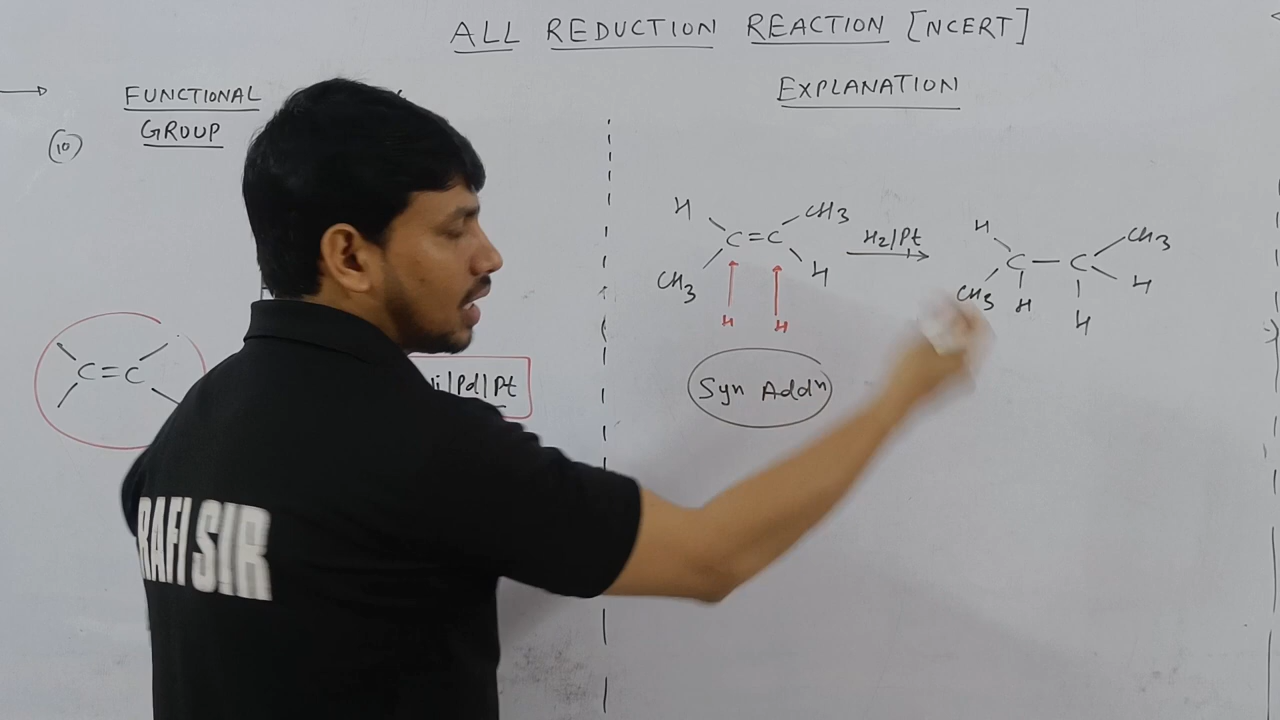 ALL REDUCTION REACTION [NCERT]
FUNCTIONAL
GROUP
(10)
EXPLANATION
C=C
|Pd|Pt
H CH3
C=C
CH3 H
H H
Syn Addⁿ
H2/Pt
H CH3
C—C
CH3 H H
H
RAFI SIR